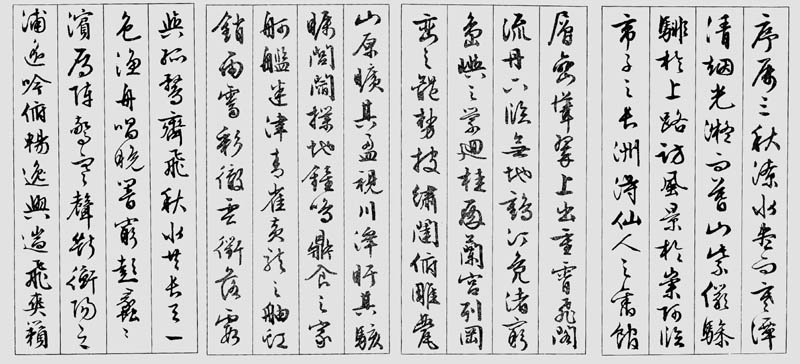 序屬三秋潦水盡而寒潭
清烟光凝而暮山紫儼驂
騑於上路訪風景於崇阿臨
帝子之長洲得仙人之舊館
層巒聳翠上出重霄飛閣
流丹下臨無地鶴汀鳧渚窮
島嶼之縈迴桂殿蘭宮列岡
巒之體勢披繡闥俯雕甍
山原曠其盈視川澤盱其駭
矚閭閻撲地鐘鳴鼎食之家
舸艦迷津青雀黃龍之舳虹
銷雨霽彩徹雲衢落霞
與孤鶩齊飛秋水共長天一
色漁舟唱晚響窮彭蠡之
濱雁陣驚寒聲斷衡陽之
浦遙吟俯暢逸興遄飛爽籟